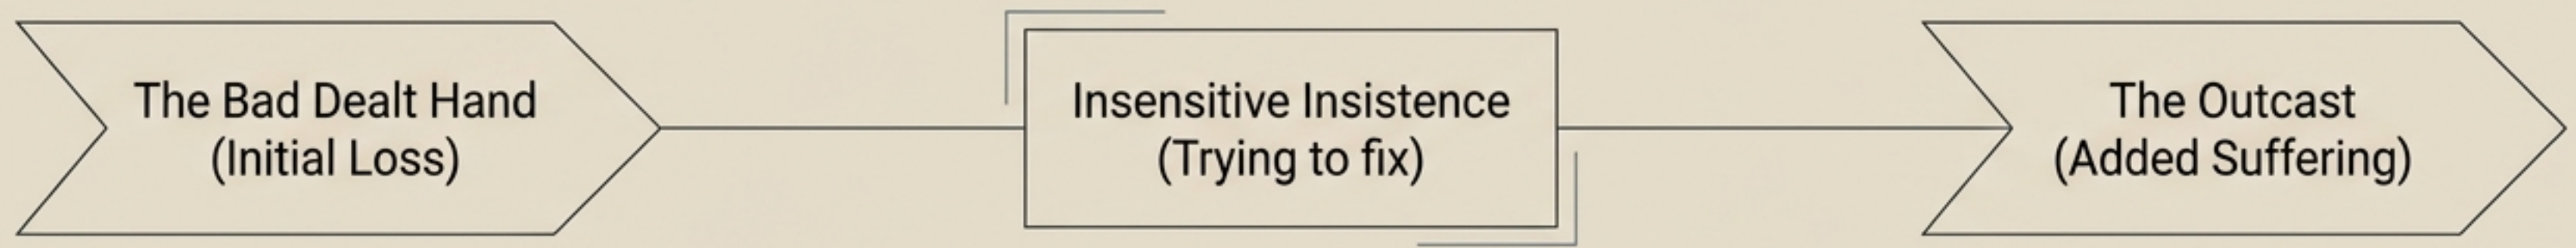 The Bad Dealt Hand
(Initial Loss)
Insensitive Insistence
(Trying to fix)
The Outcast
(Added Suffering)